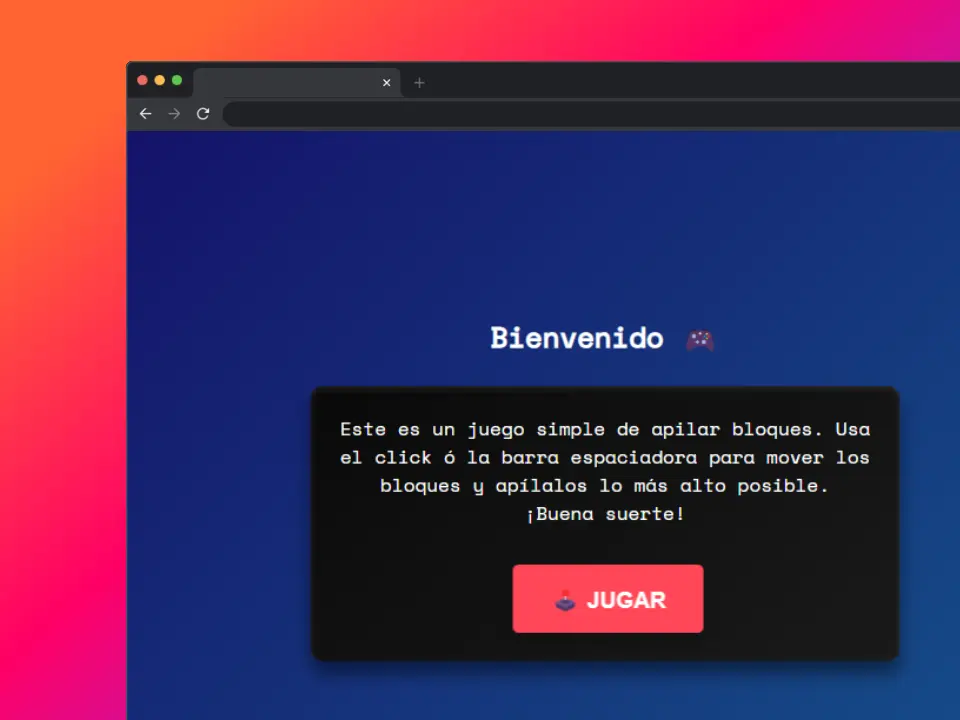 Bienvenido 🎮
Este es un juego simple de apilar bloques. Usa
el click ó la barra espaciadora para mover los
bloques y apílalos lo más alto posible.
¡Buena suerte!
🕹️ JUGAR